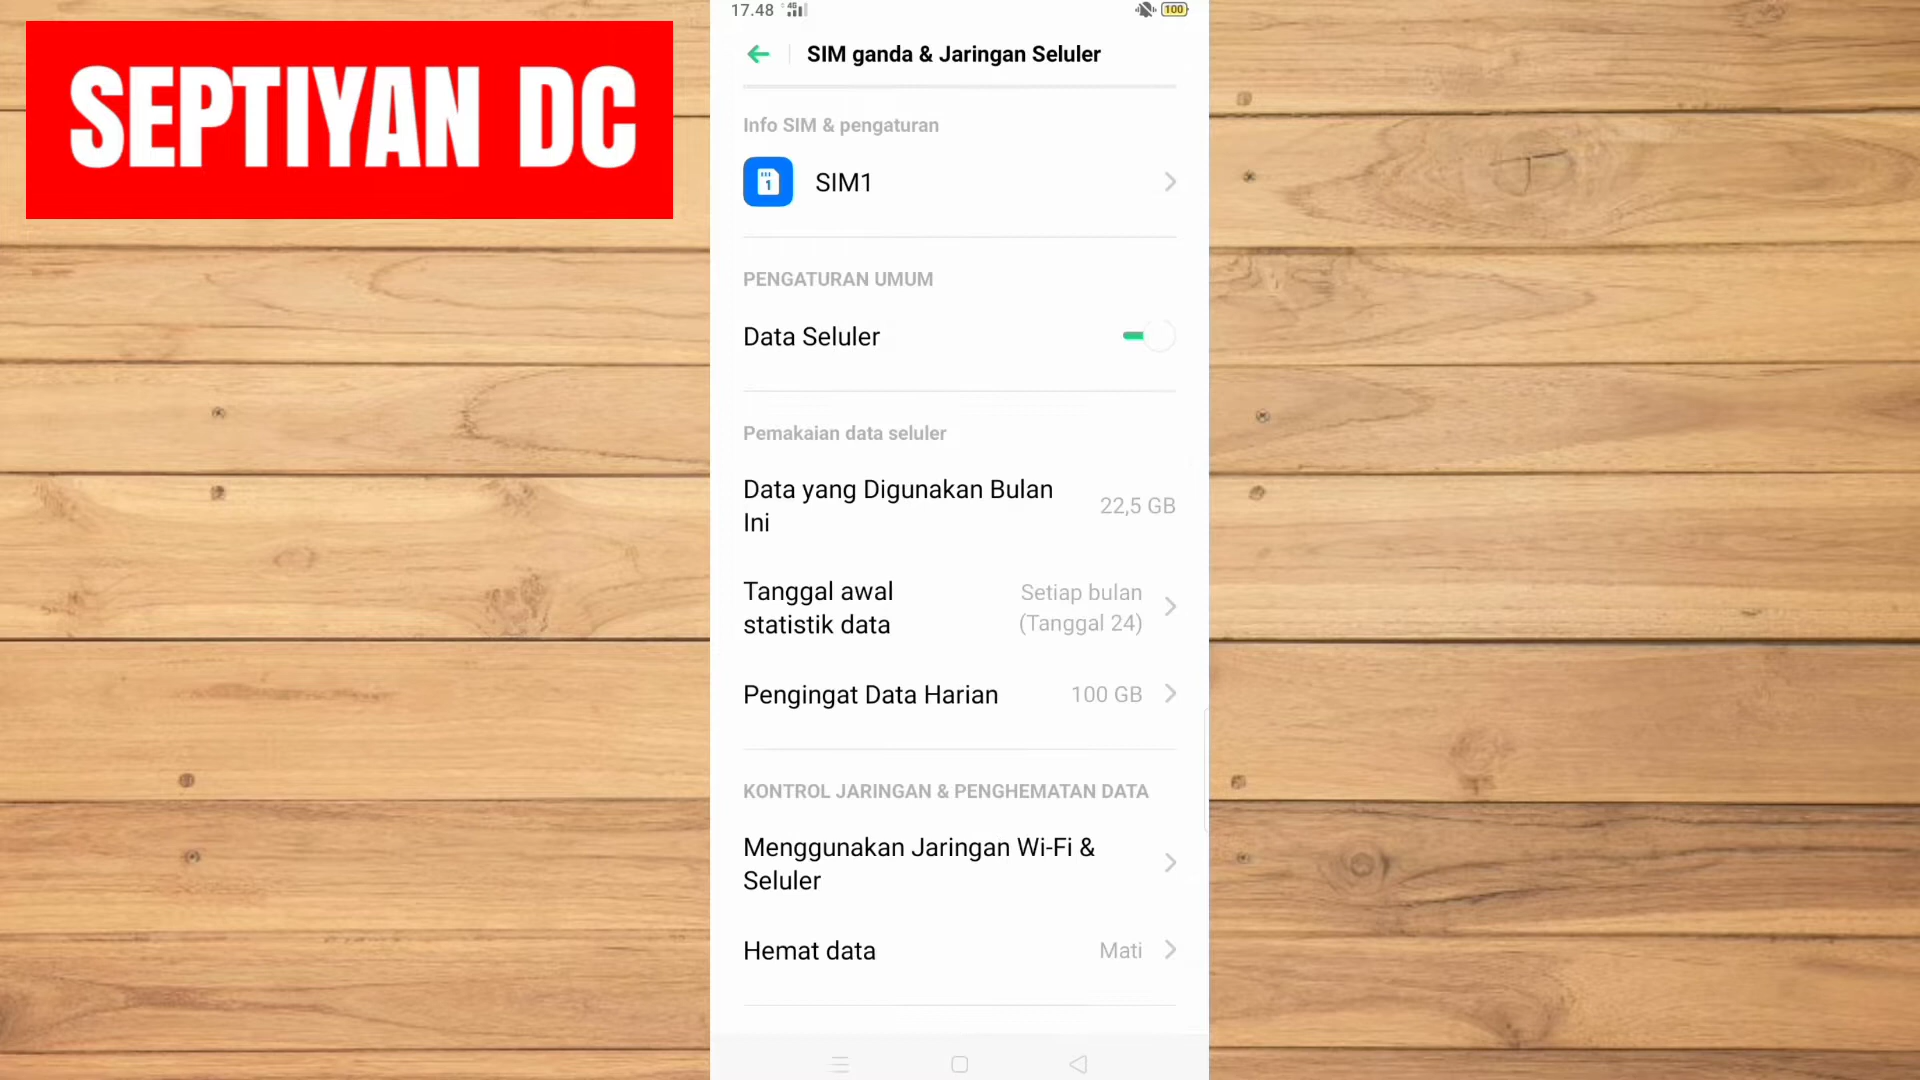 SEPTIYAN DC
17.48 4G
100
SIM ganda & Jaringan Seluler
Info SIM & pengaturan
1
SIM1
PENGATURAN UMUM
Data Seluler
Pemakaian data seluler
Data yang Digunakan Bulan
Ini
22,5 GB
Tanggal awal
statistik data
Setiap bulan
(Tanggal 24)
Pengingat Data Harian
100 GB
KONTROL JARINGAN & PENGHEMATAN DATA
Menggunakan Jaringan Wi-Fi &
Seluler
Hemat data
Mati